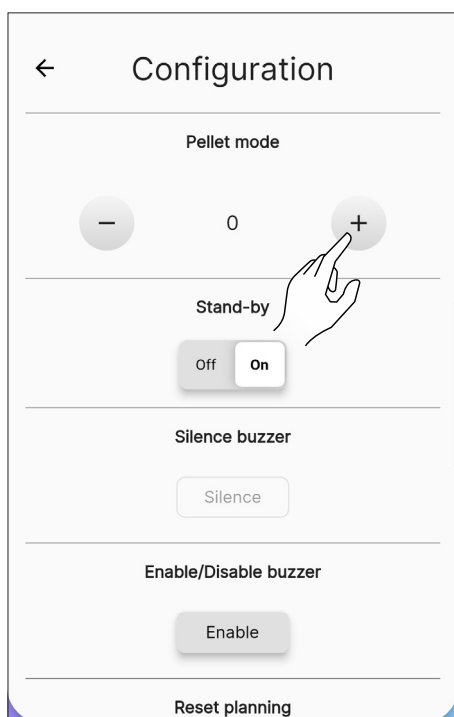 Configuration
Pellet mode
− 0 +
Stand-by
Off On
Silence buzzer
Silence
Enable/Disable buzzer
Enable
Reset planning